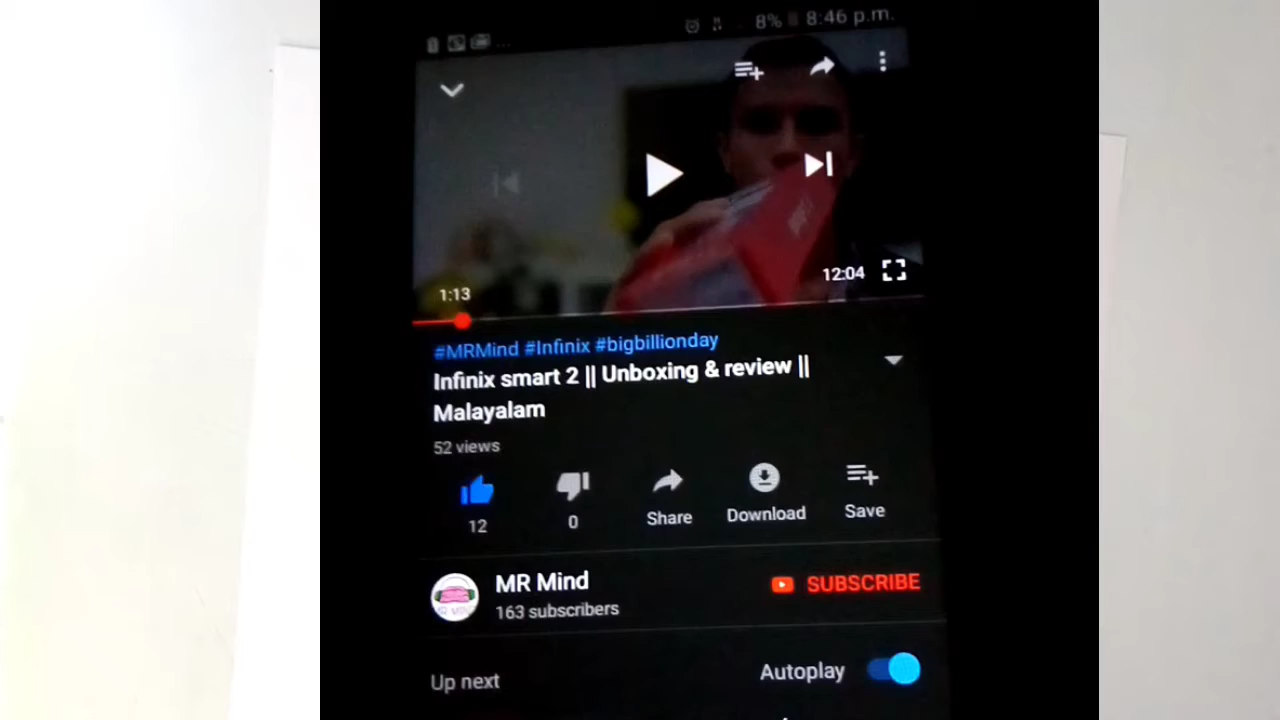 8% 8:46 p.m.
1:13
12:04
#MRMind #Infinix #bigbillionday
Infinix smart 2 || Unboxing & review ||
Malayalam
52 views
12
0
Share
Download
Save
MR Mind
163 subscribers
SUBSCRIBE
Up next
Autoplay